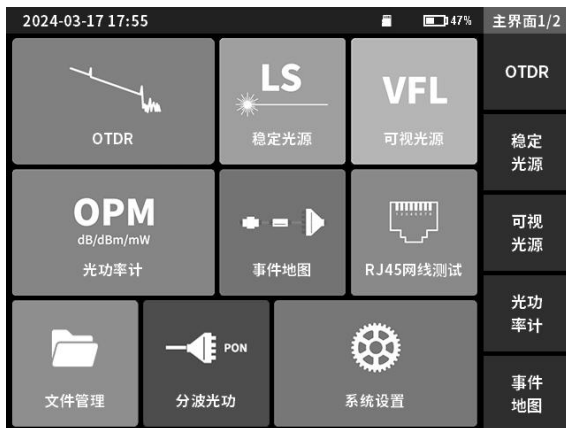 2024-03-17 17:55
47%
主界面1/2
OTDR
LS
稳定光源
VFL
可视光源
OPM
dB/dBm/mW
光功率计
事件地图
RJ45网线测试
文件管理
PON
分波光功
系统设置
OTDR
稳定
光源
可视
光源
光功
率计
事件
地图